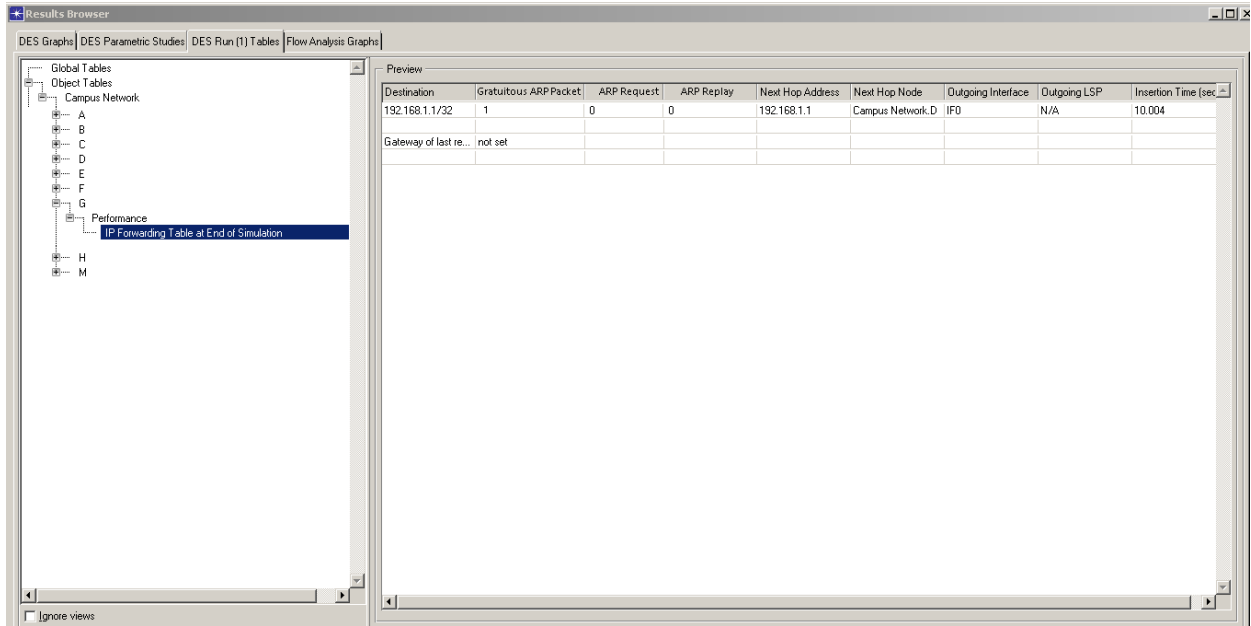 Results Browser
DES Graphs DES Parametric Studies DES Run (1) Tables Flow Analysis Graphs
Global Tables
Object Tables
Campus Network
A
B
C
D
E
F
G
Performance
IP Forwarding Table at End of Simulation
H
M
Ignore views
Preview
Destination Gratuitous ARP Packet ARP Request ARP Replay Next Hop Address Next Hop Node Outgoing Interface Outgoing LSP Insertion Time (sec
192.168.1.1/32 1 0 0 192.168.1.1 Campus Network.D IF0 N/A 10.004
Gateway of last re... not set